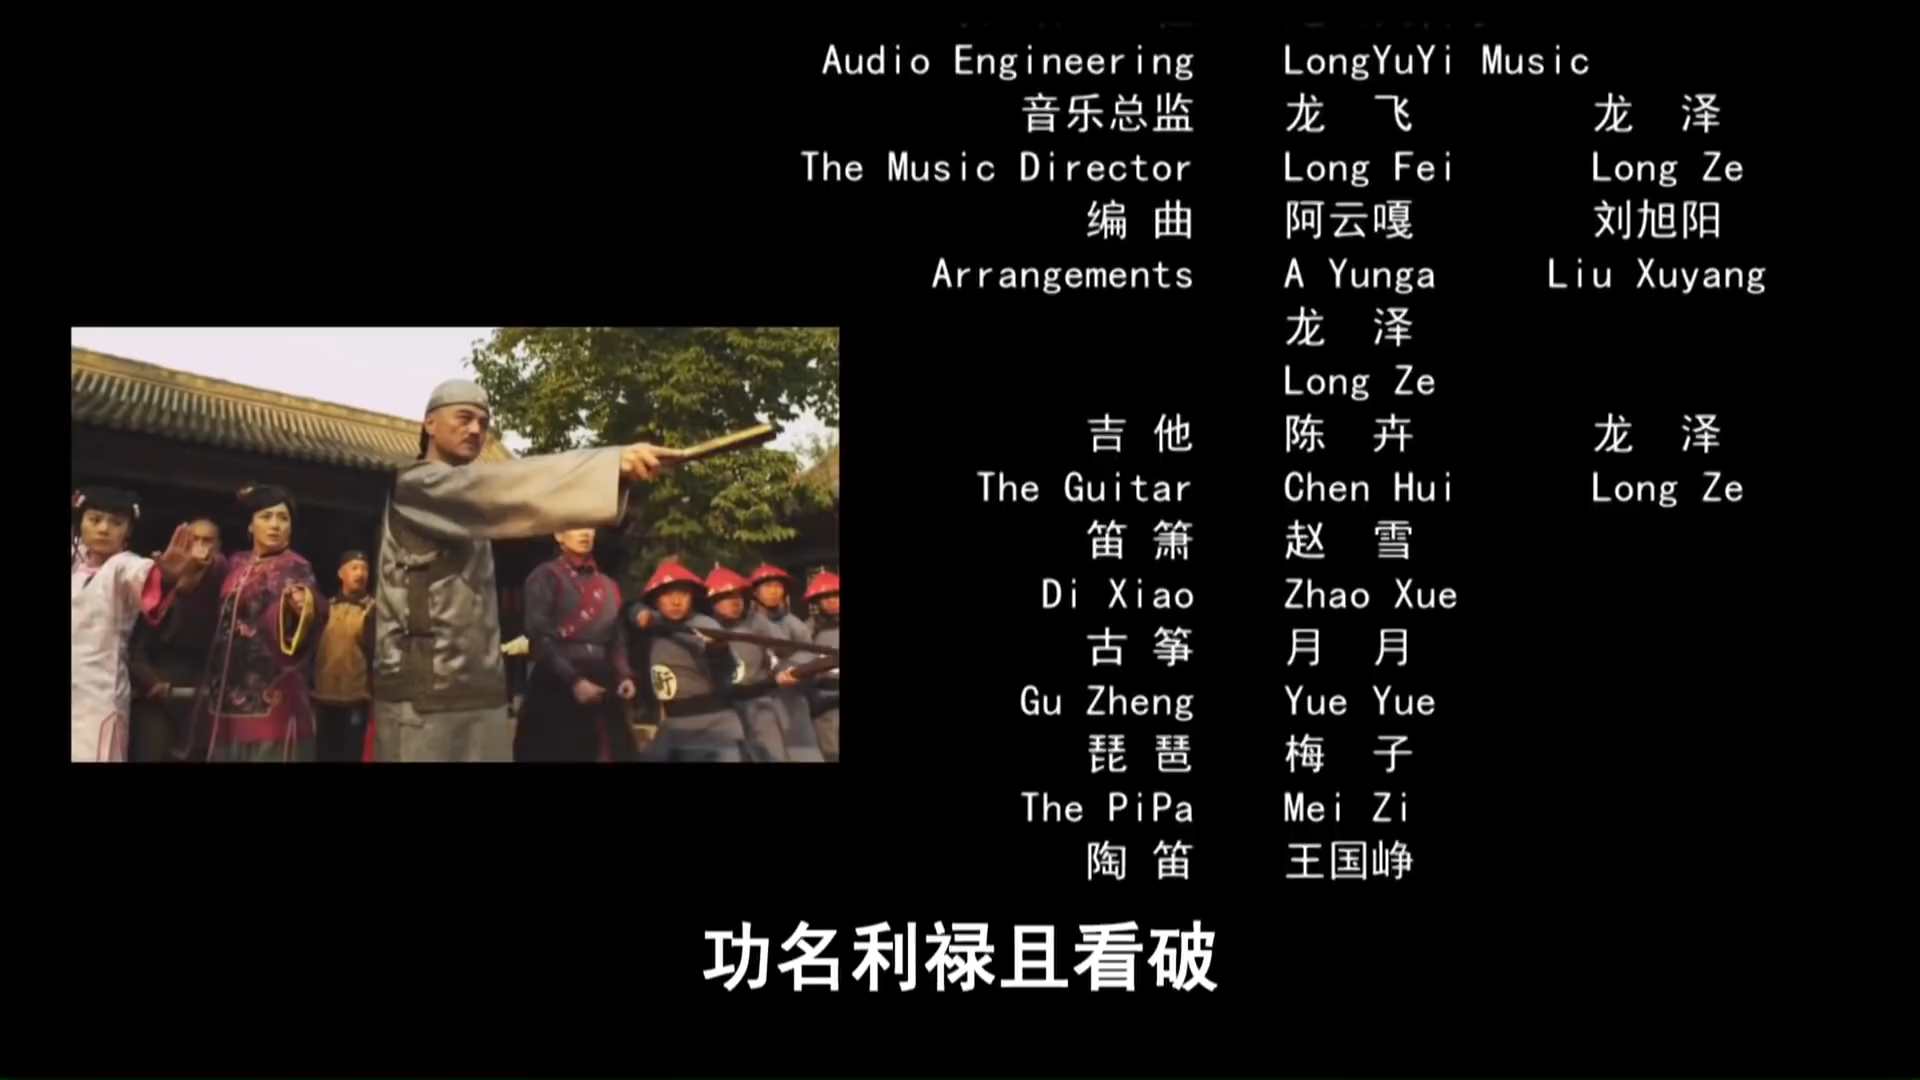 Audio Engineering LongYuYi Music
音乐总监 龙 飞 龙 泽
The Music Director Long Fei Long Ze
编 曲 阿云嘎 刘旭阳
Arrangements A Yunga Liu Xuyang
龙 泽
Long Ze
吉 他 陈 卉 龙 泽
The Guitar Chen Hui Long Ze
笛 箫 赵 雪
Di Xiao Zhao Xue
古 筝 月 月
Gu Zheng Yue Yue
琵 琶 梅 子
The PiPa Mei Zi
陶 笛 王国峥
功名利禄且看破